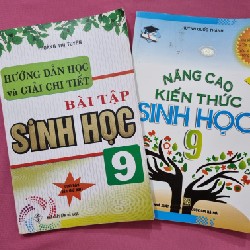 HƯỚNG DẪN HỌC
và GIẢI CHI TIẾT
BÀI TẬP
SINH HỌC
9
NÂNG CAO
KIẾN THỨC
SINH HỌC
9